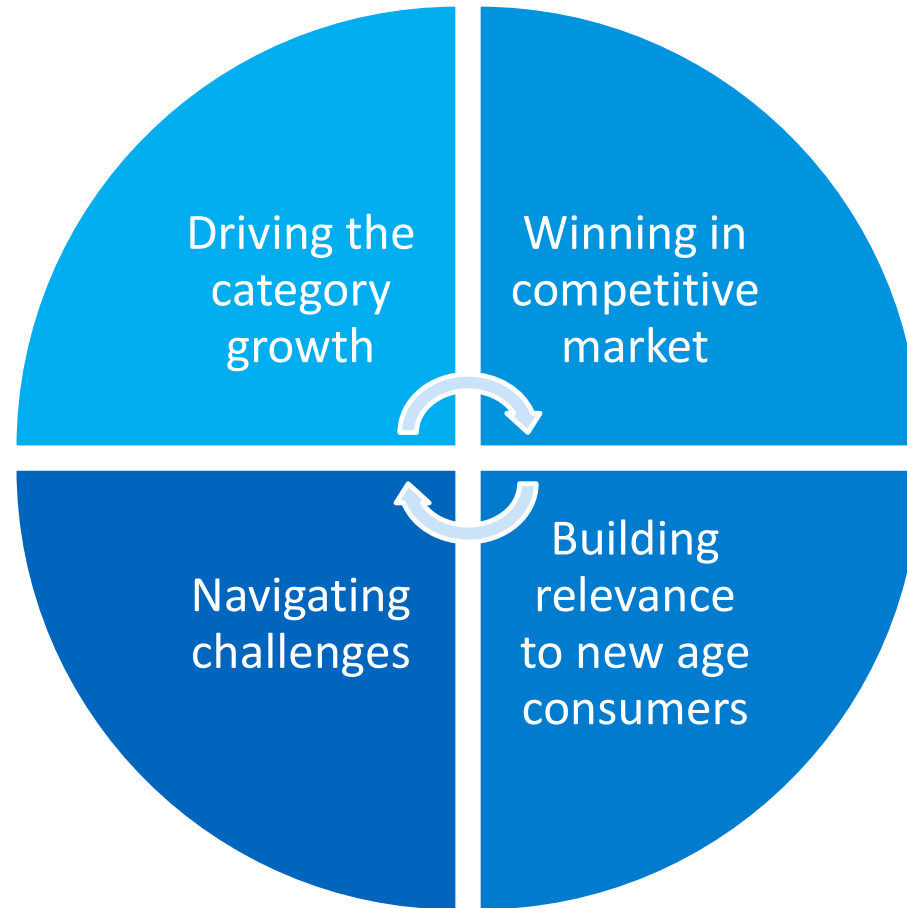 Driving the
category
growth
Winning in
competitive
market
Building
relevance
to new age
consumers
Navigating
challenges